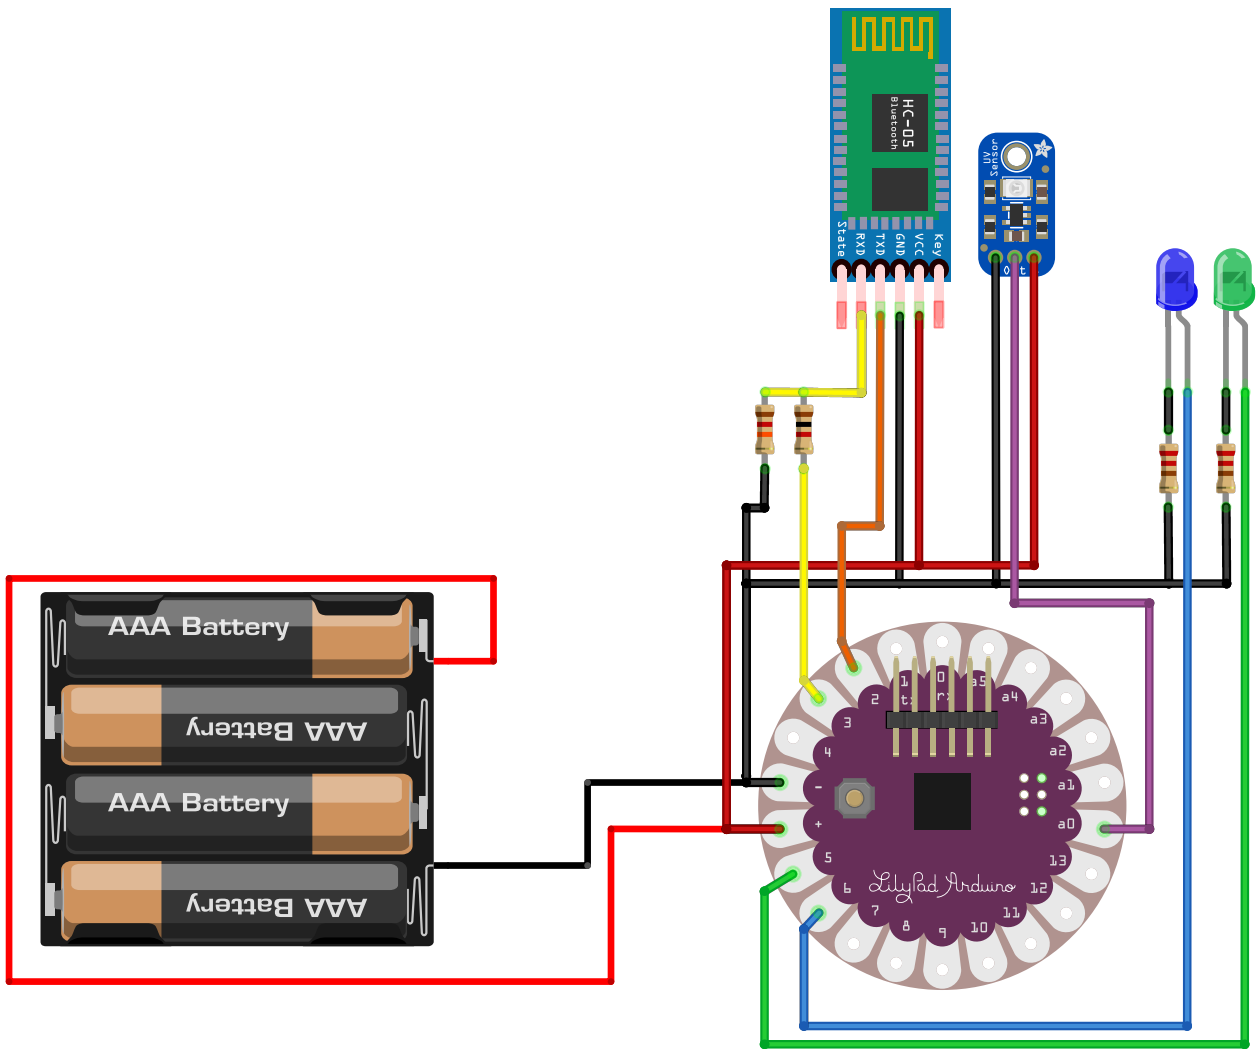 HC-05
Bluetooth
State
RXD
TXD
GND
VCC
Key
UV
Sensor
AAA Battery
AAA Battery
AAA Battery
AAA Battery
1
0
a5
2
a4
3
a3
4
a2
-
a1
+
a0
5
13
6
12
7
11
8
10
9
LilyPad Arduino